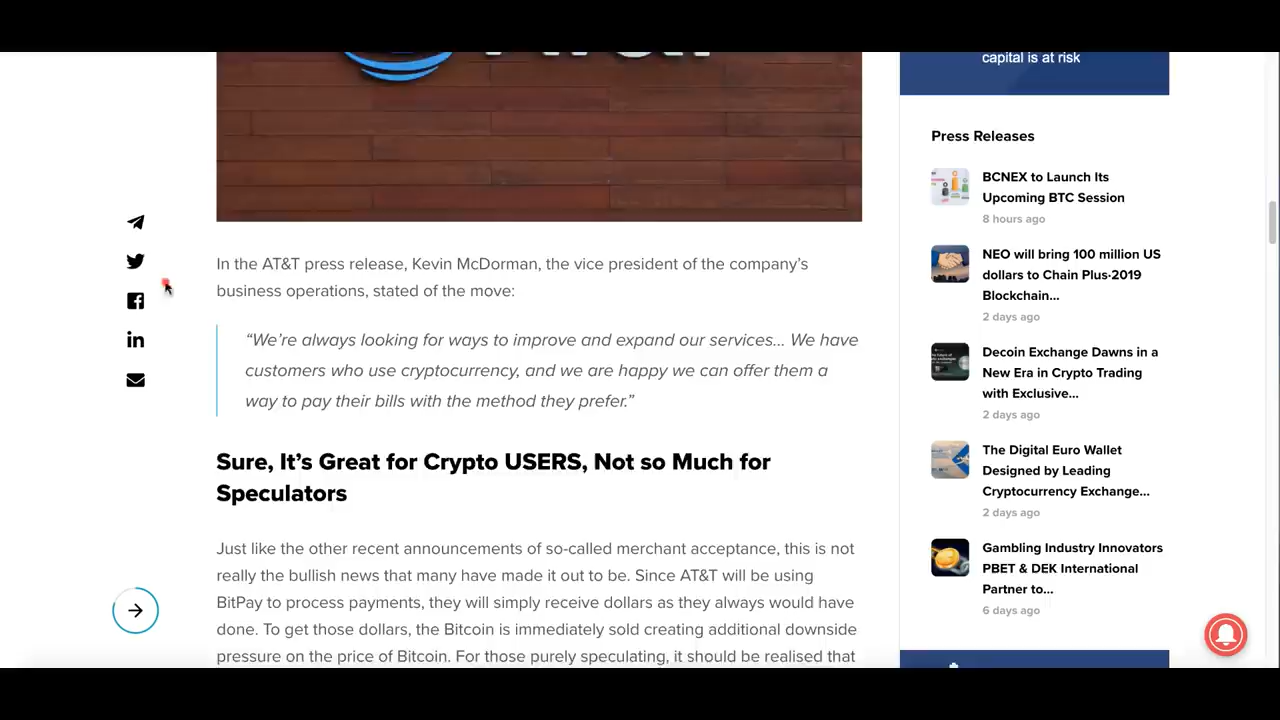 capital is at risk
In the AT&T press release, Kevin McDorman, the vice president of the company’s
business operations, stated of the move:
“We’re always looking for ways to improve and expand our services… We have
customers who use cryptocurrency, and we are happy we can offer them a
way to pay their bills with the method they prefer.”
Sure, It’s Great for Crypto USERS, Not so Much for
Speculators
Just like the other recent announcements of so-called merchant acceptance, this is not
really the bullish news that many have made it out to be. Since AT&T will be using
BitPay to process payments, they will simply receive dollars as they always would have
done. To get those dollars, the Bitcoin is immediately sold creating additional downside
pressure on the price of Bitcoin. For those purely speculating, it should be realised that
Press Releases
BCNEX to Launch Its
Upcoming BTC Session
8 hours ago
NEO will bring 100 million US
dollars to Chain Plus·2019
Blockchain...
2 days ago
Decoin Exchange Dawns in a
New Era in Crypto Trading
with Exclusive...
2 days ago
The Digital Euro Wallet
Designed by Leading
Cryptocurrency Exchange...
2 days ago
Gambling Industry Innovators
PBET & DEK International
Partner to...
6 days ago